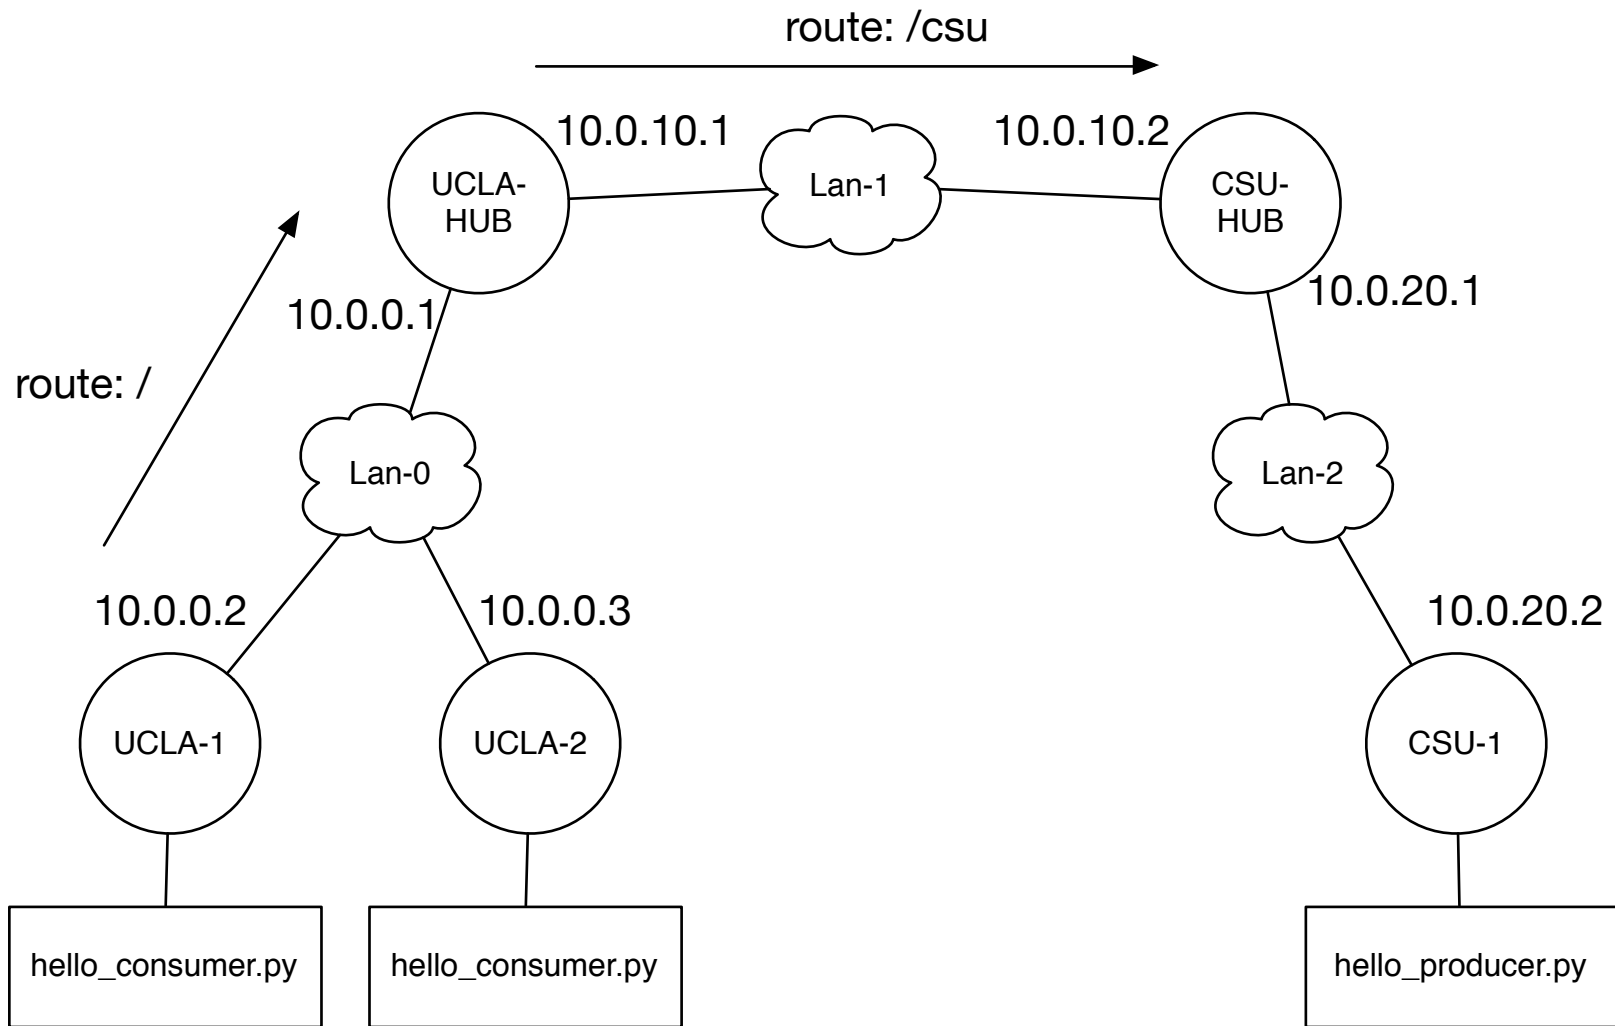 route: /csu
10.0.10.1
10.0.10.2
UCLA-
HUB
Lan-1
CSU-
HUB
10.0.0.1
10.0.20.1
route: /
Lan-0
Lan-2
10.0.0.2
10.0.0.3
10.0.20.2
UCLA-1
UCLA-2
CSU-1
hello_consumer.py
hello_consumer.py
hello_producer.py